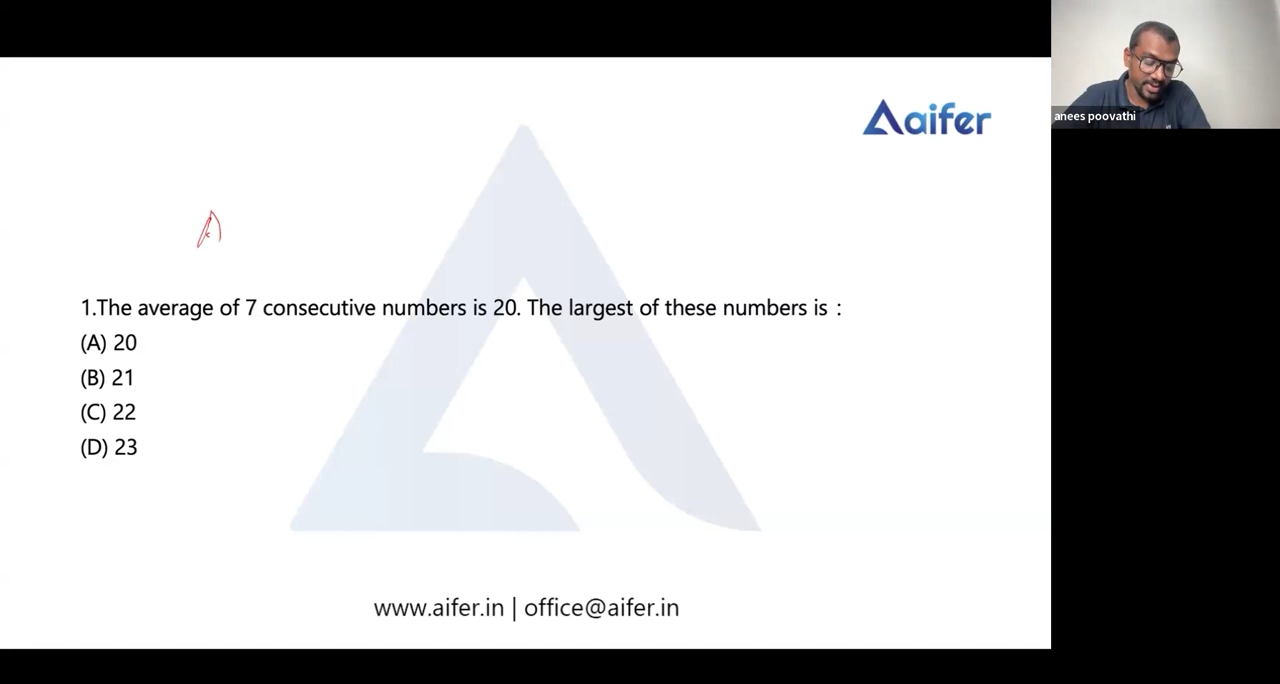 aifer
anees poovathi
1.The average of 7 consecutive numbers is 20. The largest of these numbers is :
(A) 20
(B) 21
(C) 22
(D) 23
www.aifer.in | office@aifer.in